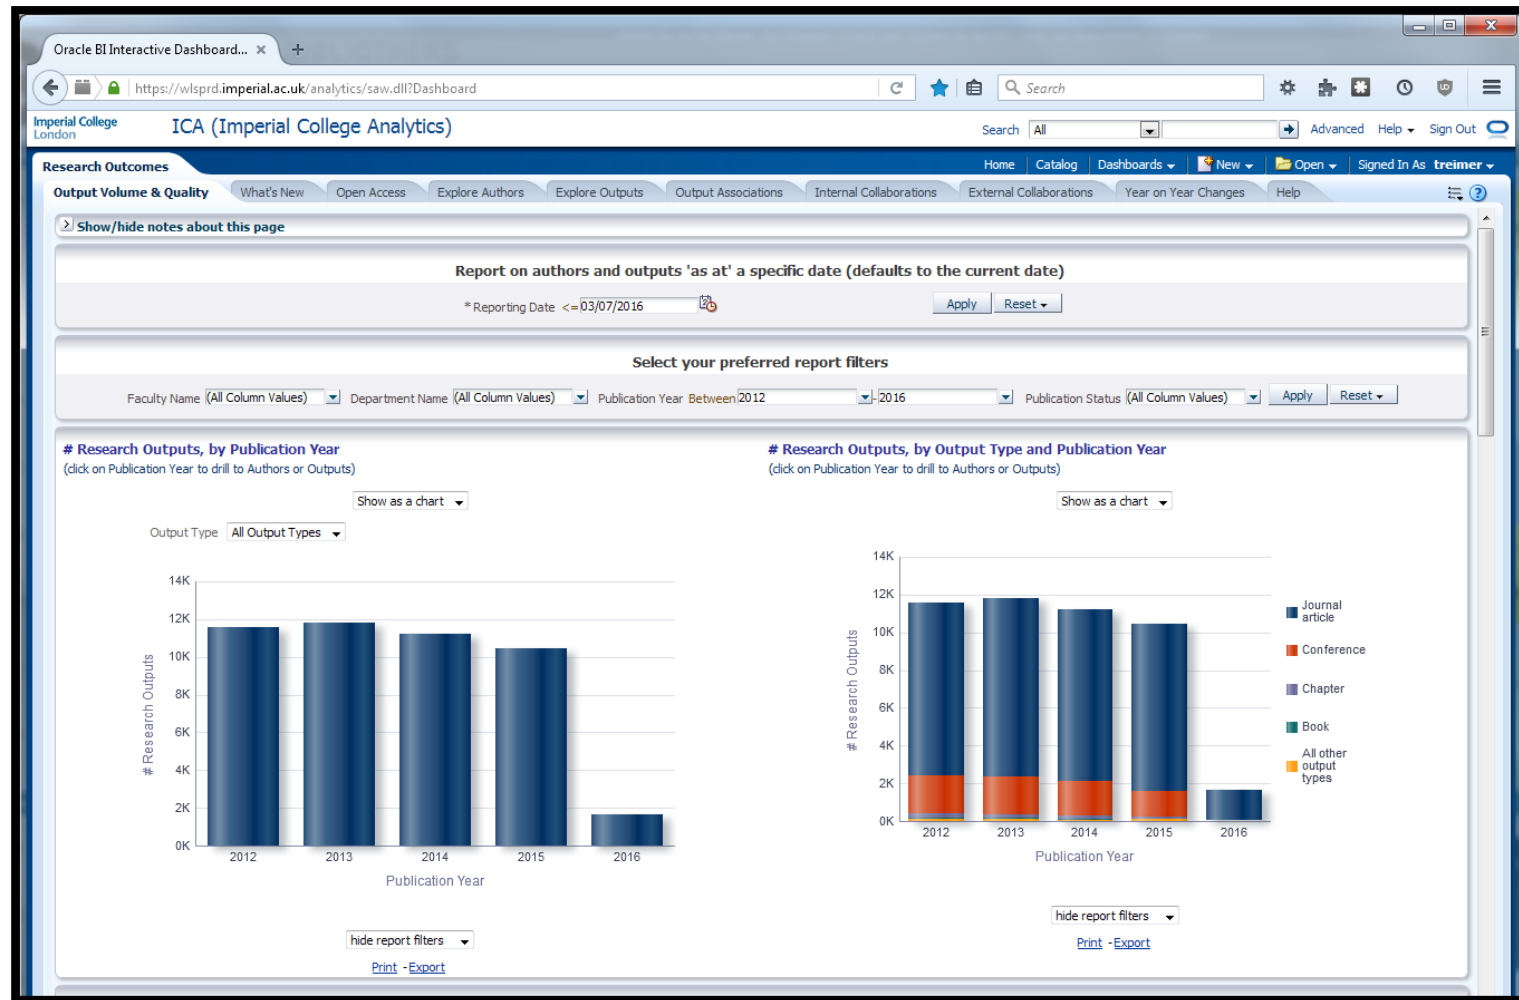 Oracle BI Interactive Dashboard... × +
https://wlsprd.imperial.ac.uk/analytics/saw.dll?Dashboard
Search
Imperial College
London
ICA (Imperial College Analytics)
Search All Advanced Help Sign Out
Research Outcomes
Home Catalog Dashboards New Open Signed In As treimer
Output Volume & Quality What's New Open Access Explore Authors Explore Outputs Output Associations Internal Collaborations External Collaborations Year on Year Changes Help
Show/hide notes about this page
Report on authors and outputs 'as at' a specific date (defaults to the current date)
* Reporting Date <= 03/07/2016 Apply Reset
Select your preferred report filters
Faculty Name (All Column Values) Department Name (All Column Values) Publication Year Between 2012 - 2016 Publication Status (All Column Values) Apply Reset
# Research Outputs, by Publication Year
(click on Publication Year to drill to Authors or Outputs)
Show as a chart
Output Type All Output Types
14K
12K
10K
8K
6K
4K
2K
0K
# Research Outputs
2012 2013 2014 2015 2016
Publication Year
hide report filters
Print - Export
# Research Outputs, by Output Type and Publication Year
(click on Publication Year to drill to Authors or Outputs)
Show as a chart
14K
12K
10K
8K
6K
4K
2K
0K
# Research Outputs
2012 2013 2014 2015 2016
Publication Year
Journal
article
Conference
Chapter
Book
All other
output
types
hide report filters
Print - Export